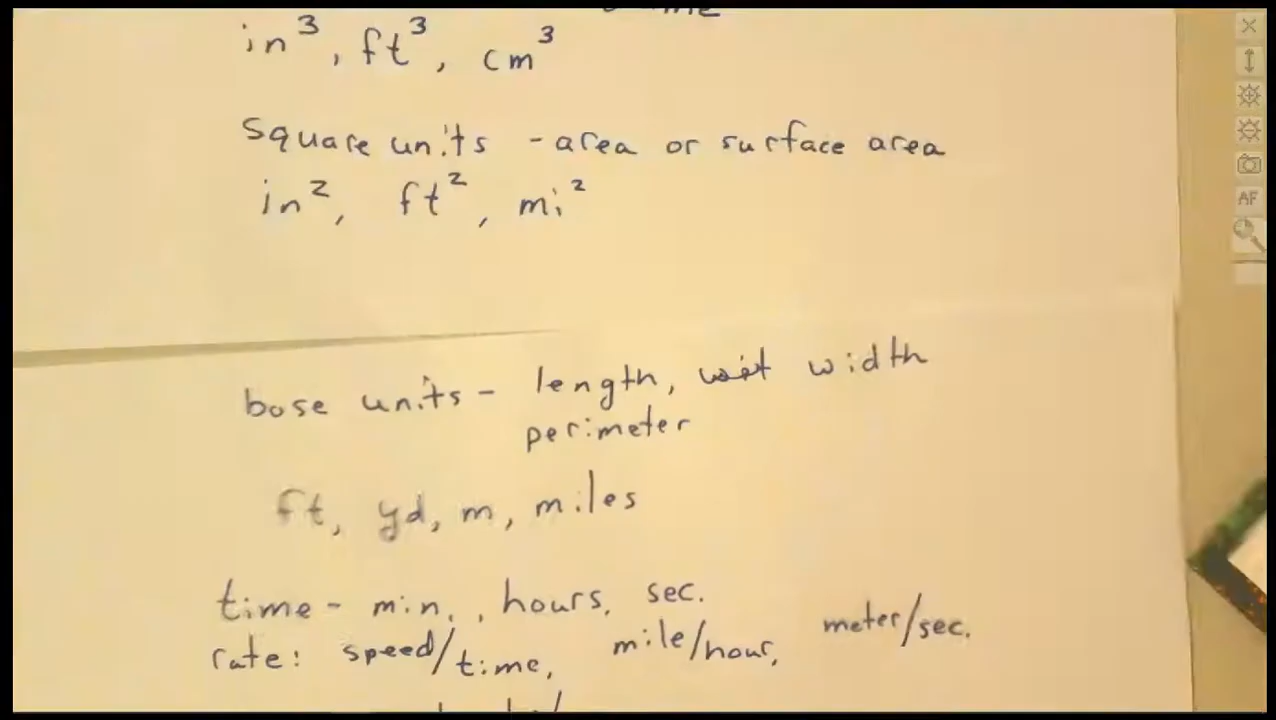 in³, ft³, cm³
square units - area or surface area
in², ft², mi²
base units - length, width
perimeter
ft, yd, m, miles
time - min., hours, sec.
rate: speed/time, mile/hour, meter/sec.
AF